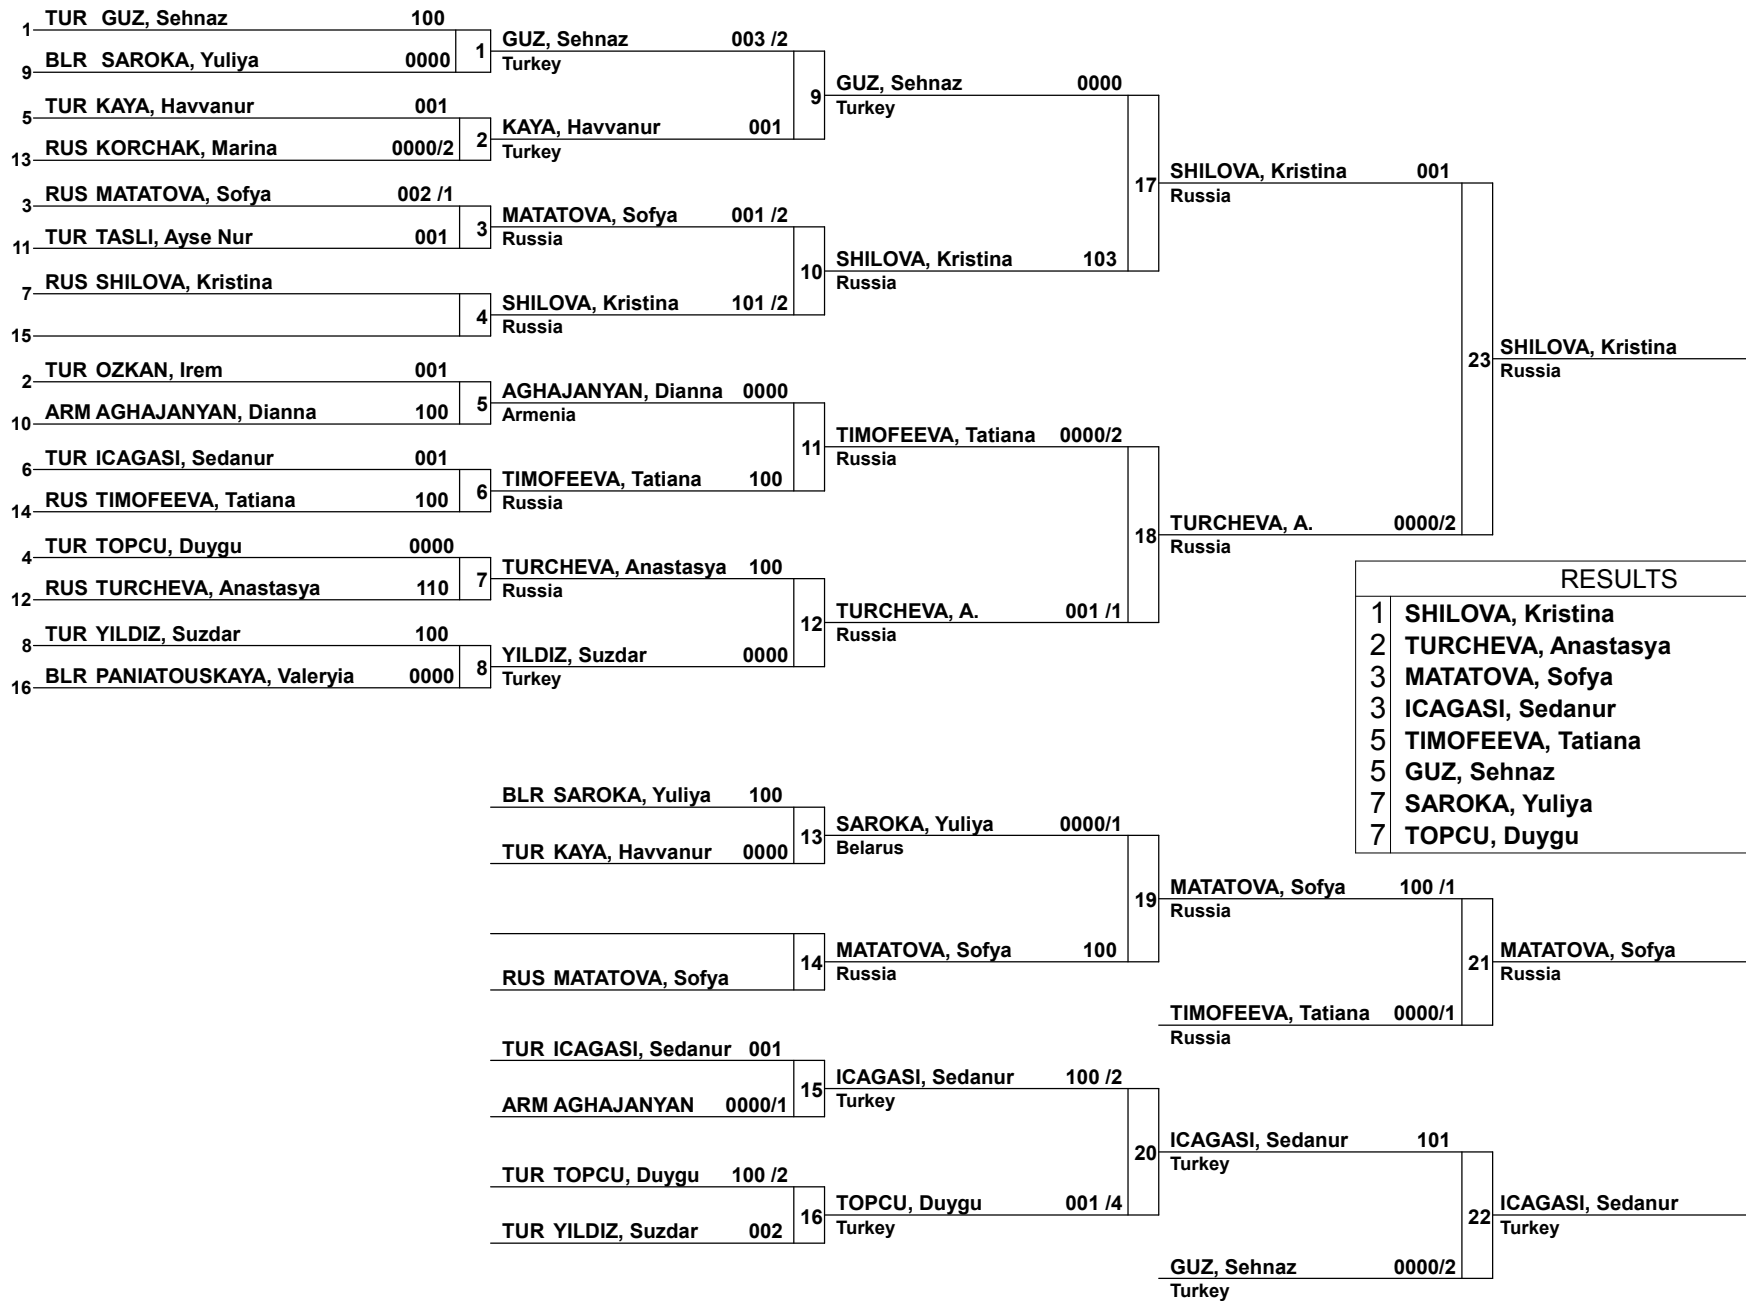 1 TUR GUZ, Sehnaz 100
9 BLR SAROKA, Yuliya 0000
1
5 TUR KAYA, Havvanur 001
13 RUS KORCHAK, Marina 0000/2
2
3 RUS MATATOVA, Sofya 002 /1
11 TUR TASLI, Ayse Nur 001
3
7 RUS SHILOVA, Kristina
15
4
2 TUR OZKAN, Irem 001
10 ARM AGHAJANYAN, Dianna 100
5
6 TUR ICAGASI, Sedanur 001
14 RUS TIMOFEEVA, Tatiana 100
6
4 TUR TOPCU, Duygu 0000
12 RUS TURCHEVA, Anastasya 110
7
8 TUR YILDIZ, Suzdar 100
16 BLR PANIATOUSKAYA, Valeryia 0000
8
GUZ, Sehnaz 003 /2
Turkey
9
KAYA, Havvanur 001
Turkey
MATATOVA, Sofya 001 /2
Russia
10
SHILOVA, Kristina 101 /2
Russia
AGHAJANYAN, Dianna 0000
Armenia
11
TIMOFEEVA, Tatiana 100
Russia
TURCHEVA, Anastasya 100
Russia
12
YILDIZ, Suzdar 0000
Turkey
GUZ, Sehnaz 0000
Turkey
17
SHILOVA, Kristina 103
Russia
TIMOFEEVA, Tatiana 0000/2
Russia
18
TURCHEVA, A. 001 /1
Russia
SHILOVA, Kristina 001
Russia
23
TURCHEVA, A. 0000/2
Russia
SHILOVA, Kristina
Russia
RESULTS
1 SHILOVA, Kristina
2 TURCHEVA, Anastasya
3 MATATOVA, Sofya
3 ICAGASI, Sedanur
5 TIMOFEEVA, Tatiana
5 GUZ, Sehnaz
7 SAROKA, Yuliya
7 TOPCU, Duygu
BLR SAROKA, Yuliya 100
13
TUR KAYA, Havvanur 0000
14
RUS MATATOVA, Sofya
TUR ICAGASI, Sedanur 001
15
ARM AGHAJANYAN 0000/1
TUR TOPCU, Duygu 100 /2
16
TUR YILDIZ, Suzdar 002
SAROKA, Yuliya 0000/1
Belarus
19
MATATOVA, Sofya 100
Russia
ICAGASI, Sedanur 100 /2
Turkey
20
TOPCU, Duygu 001 /4
Turkey
MATATOVA, Sofya 100 /1
Russia
21
TIMOFEEVA, Tatiana 0000/1
Russia
ICAGASI, Sedanur 101
Turkey
22
GUZ, Sehnaz 0000/2
Turkey
MATATOVA, Sofya
Russia
ICAGASI, Sedanur
Turkey